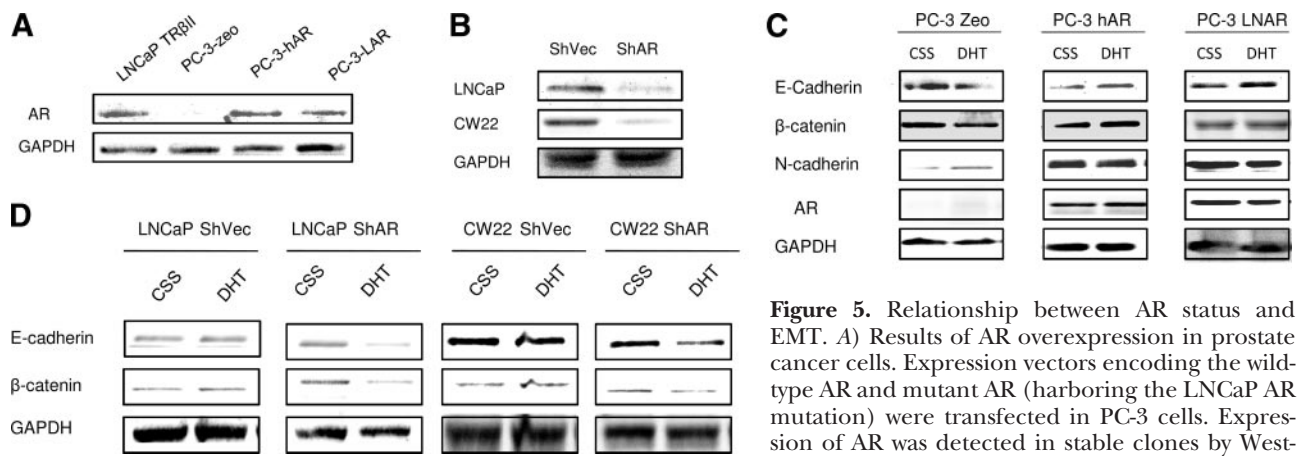 A
LNCaP TRβII
PC-3-zeo
PC-3-hAR
PC-3-LAR
AR
GAPDH
B
ShVec ShAR
LNCaP
CW22
GAPDH
C
PC-3 Zeo PC-3 hAR PC-3 LNAR
CSS DHT CSS DHT CSS DHT
E-Cadherin
β-catenin
N-cadherin
AR
GAPDH
D
LNCaP ShVec LNCaP ShAR CW22 ShVec CW22 ShAR
CSS DHT CSS DHT CSS DHT CSS DHT
E-cadherin
β-catenin
GAPDH
Figure 5. Relationship between AR status and
EMT. A) Results of AR overexpression in prostate
cancer cells. Expression vectors encoding the wild-
type AR and mutant AR (harboring the LNCaP AR
mutation) were transfected in PC-3 cells. Expres-
sion of AR was detected in stable clones by West-